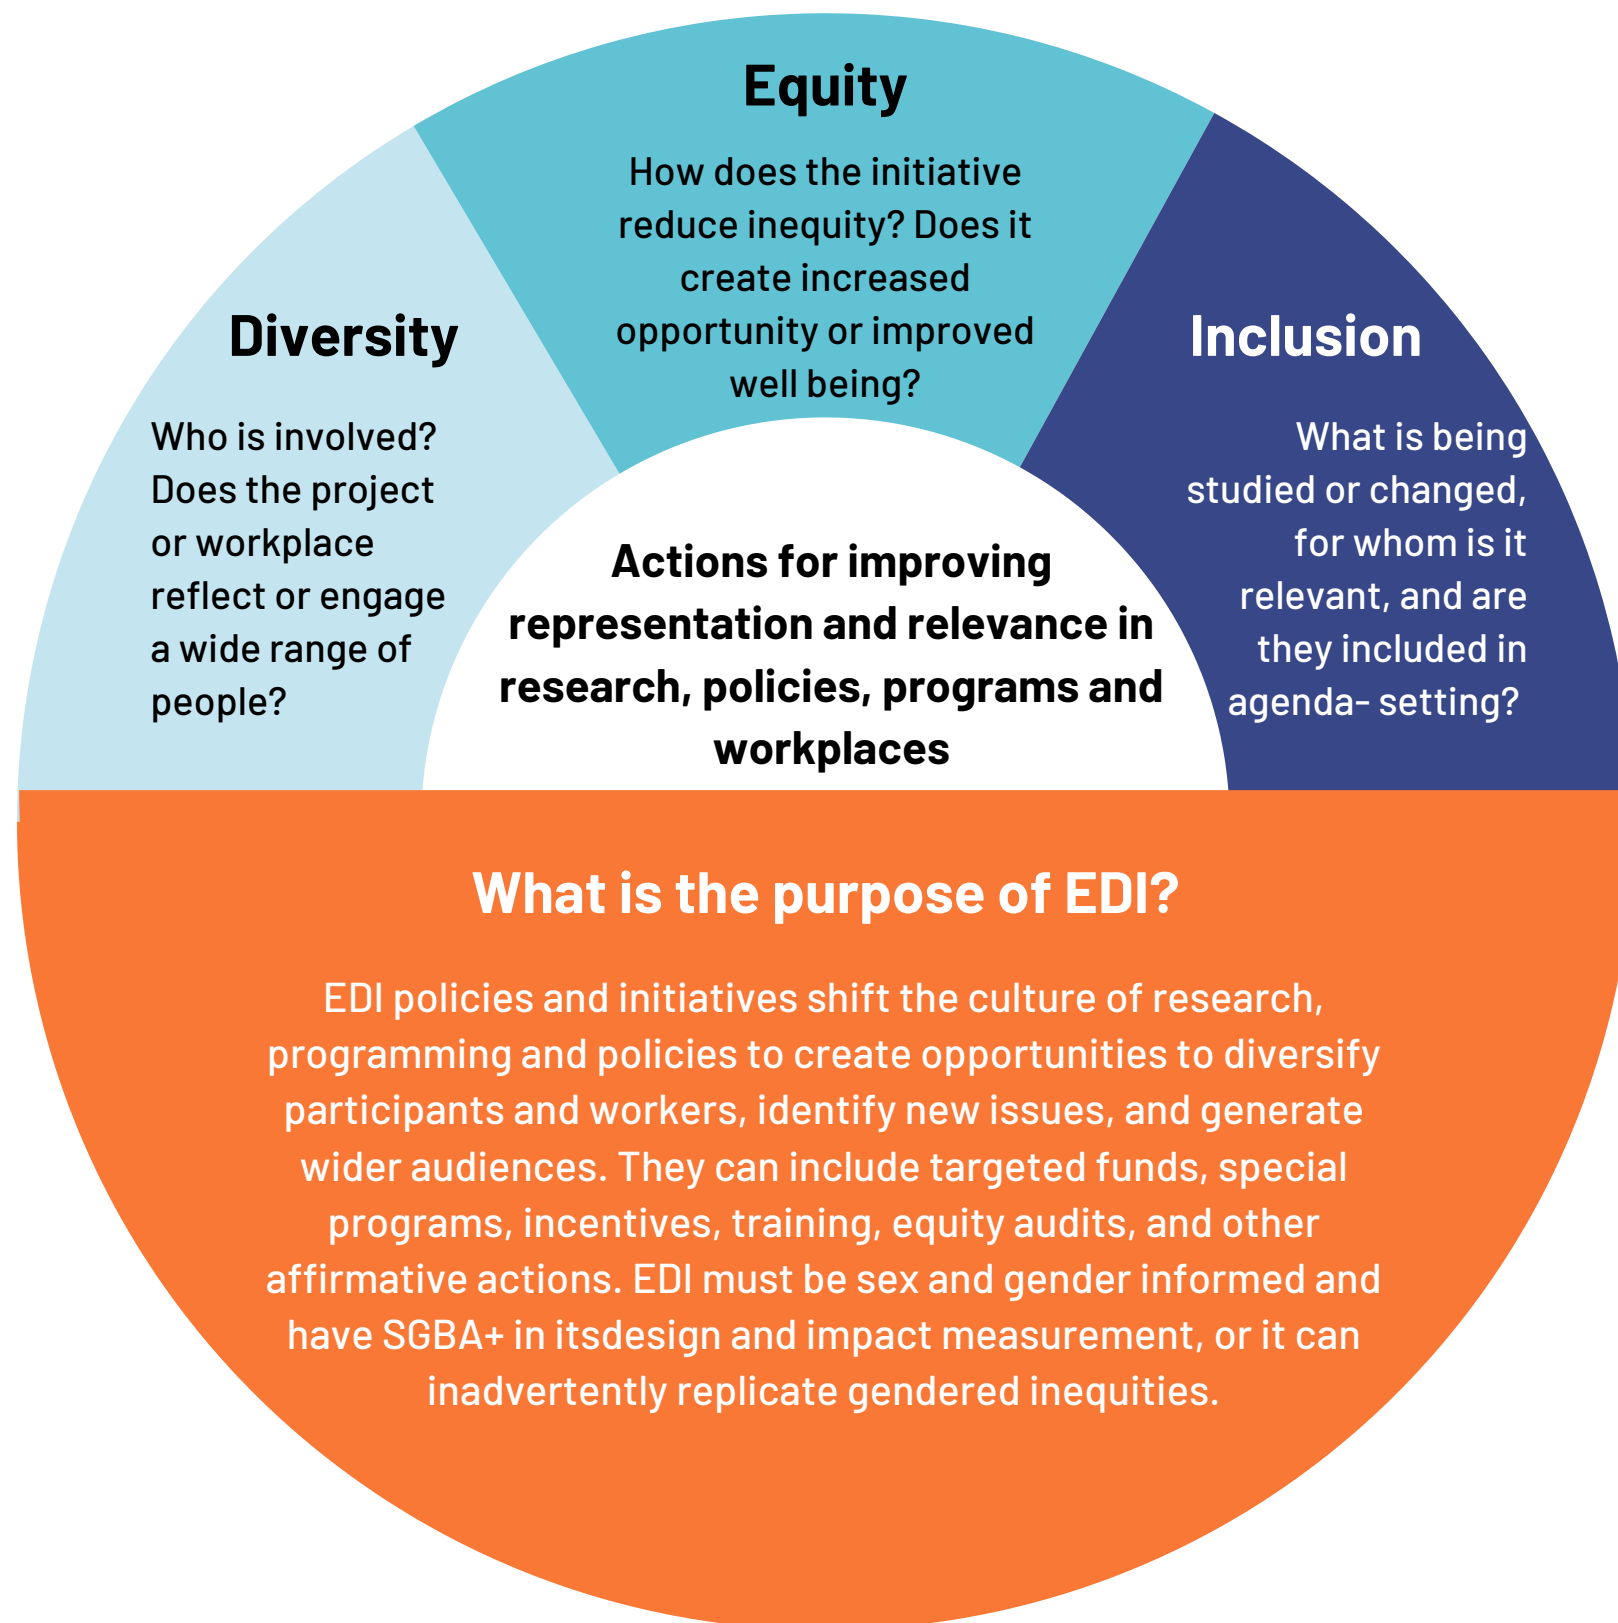 Equity
How does the initiative
reduce inequity? Does it
create increased
opportunity or improved
well being?
Diversity
Who is involved?
Does the project
or workplace
reflect or engage
a wide range of
people?
Inclusion
What is being
studied or changed,
for whom is it
relevant, and are
they included in
agenda- setting?
Actions for improving
representation and relevance in
research, policies, programs and
workplaces
What is the purpose of EDI?
EDI policies and initiatives shift the culture of research,
programming and policies to create opportunities to diversify
participants and workers, identify new issues, and generate
wider audiences. They can include targeted funds, special
programs, incentives, training, equity audits, and other
affirmative actions. EDI must be sex and gender informed and
have SGBA+ in itsdesign and impact measurement, or it can
inadvertently replicate gendered inequities.